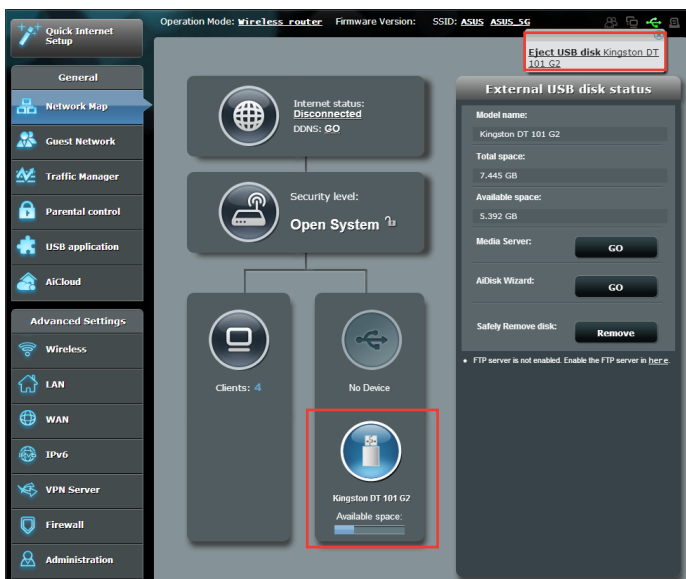 Operation Mode: Wireless router Firmware Version: SSID: ASUS ASUS_5G
Quick Internet
Setup
General
Network Map
Guest Network
Traffic Manager
Parental control
USB application
AiCloud
Advanced Settings
Wireless
LAN
WAN
IPv6
VPN Server
Firewall
Administration
Eject USB disk Kingston DT
101 G2
Internet status:
Disconnected
DDNS: GO
Security level:
Open System
Clients: 4
No Device
Kingston DT 101 G2
Available space:
External USB disk status
Model name:
Kingston DT 101 G2
Total space:
7.445 GB
Available space:
5.392 GB
Media Server:
GO
AiDisk Wizard:
GO
Safely Remove disk:
Remove
• FTP server is not enabled. Enable the FTP server in here.